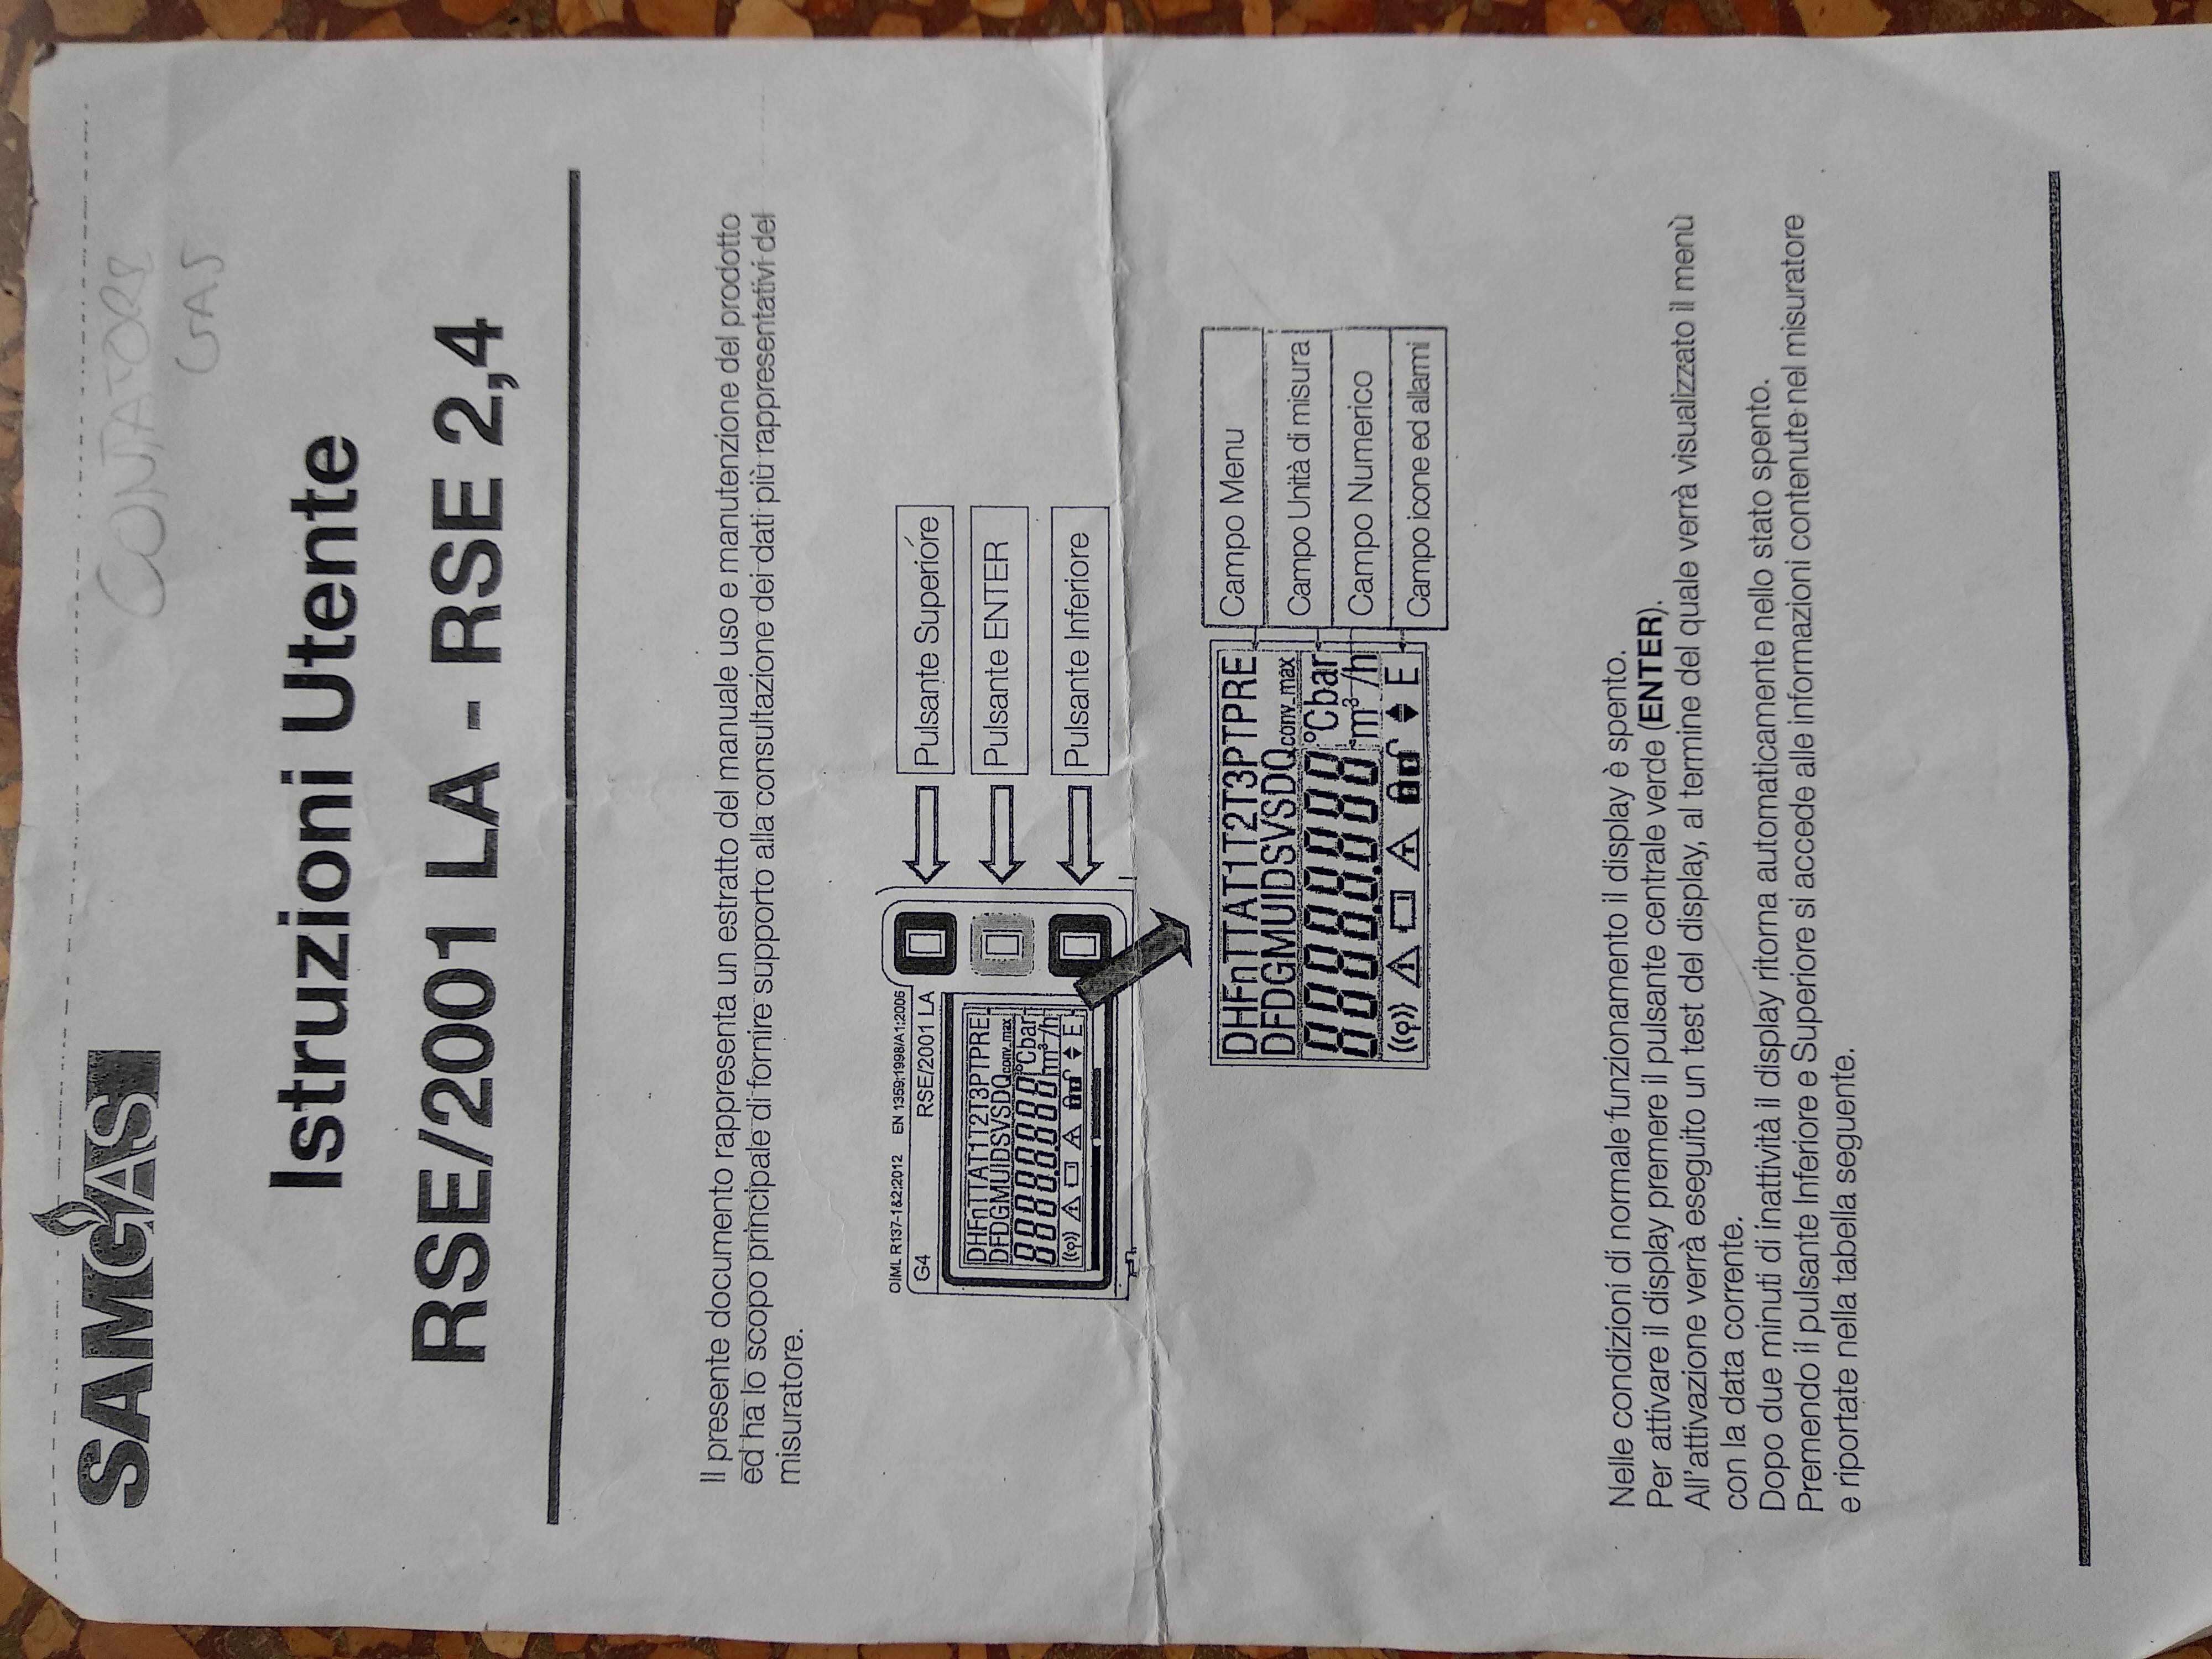 SAMGAS
CONTATORE
GAS
Istruzioni Utente
RSE/2001 LA - RSE 2,4
Il presente documento rappresenta un estratto del manuale uso e manutenzione del prodotto
ed ha lo scopo principale di fornire supporto alla consultazione dei dati più rappresentativi del
misuratore.
OIML R137-1&2:2012 EN 1359:1998/A1:2006
G4 RSE/2001 LA
DHFnTTAT1T2T3PTPRE
DFDGMUIDSVSDQconv_max
88888.8.888 °Cbar
m³/h
E
Pulsante Superiore
Pulsante ENTER
Pulsante Inferiore
DHFnTTAT1T2T3PTPRE
DFDGMUIDSVSDQconv_max
88888.8.88 °Cbar
m³/h
E
Campo Menu
Campo Unità di misura
Campo Numerico
Campo icone ed allarmi
Nelle condizioni di normale funzionamento il display è spento.
Per attivare il display premere il pulsante centrale verde (ENTER).
All'attivazione verrà eseguito un test del display, al termine del quale verrà visualizzato il menù
con la data corrente.
Dopo due minuti di inattività il display ritorna automaticamente nello stato spento.
Premendo il pulsante Inferiore e Superiore si accede alle informazioni contenute nel misuratore
e riportate nella tabella seguente.